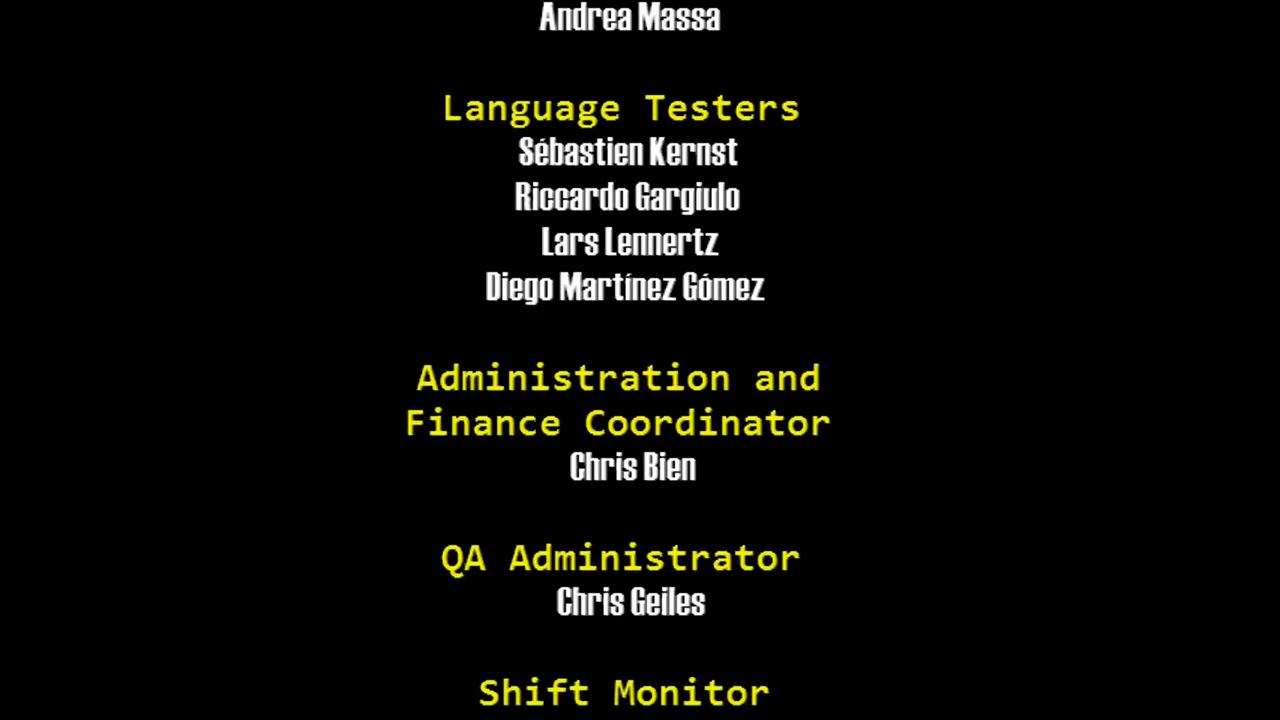 Andrea Massa
Language Testers
Sébastien Kernst
Riccardo Gargiulo
Lars Lennertz
Diego Martínez Gómez
Administration and
Finance Coordinator
Chris Bien
QA Administrator
Chris Geiles
Shift Monitor